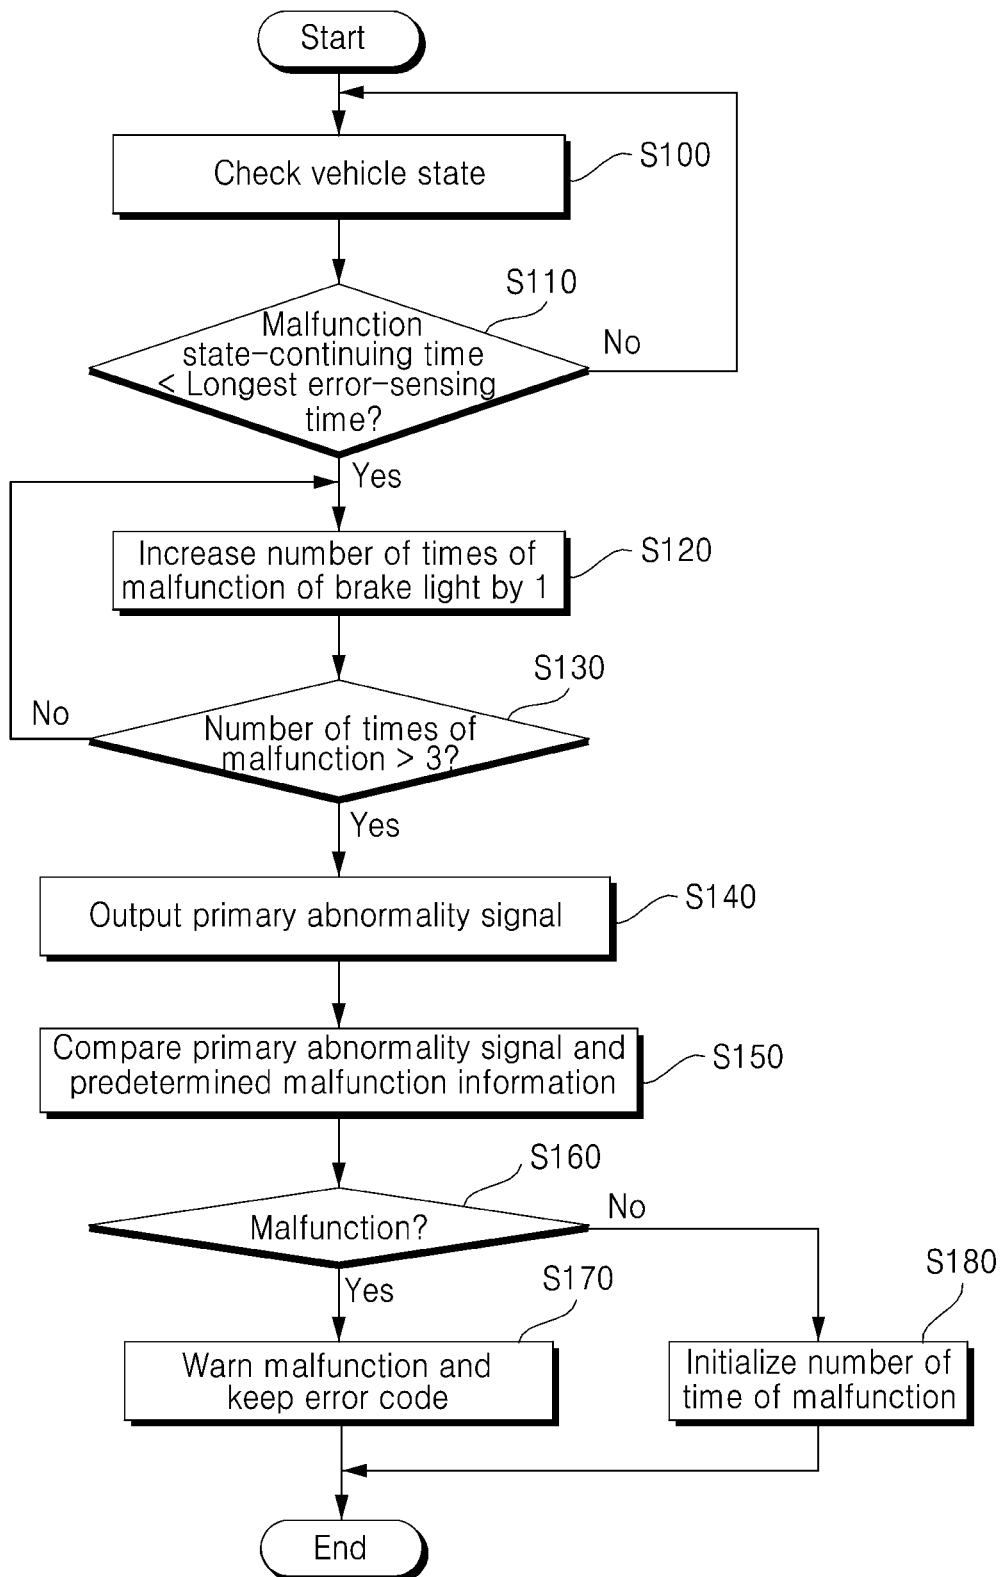 Start
Check vehicle state
S100
S110
Malfunction
state-continuing time
< Longest error-sensing
time?
No
Yes
Increase number of times of
malfunction of brake light by 1
S120
S130
No
Number of times of
malfunction > 3?
Yes
Output primary abnormality signal
S140
Compare primary abnormality signal and
predetermined malfunction information
S150
S160
Malfunction?
No
Yes
S170
S180
Warn malfunction and
keep error code
Initialize number of
time of malfunction
End